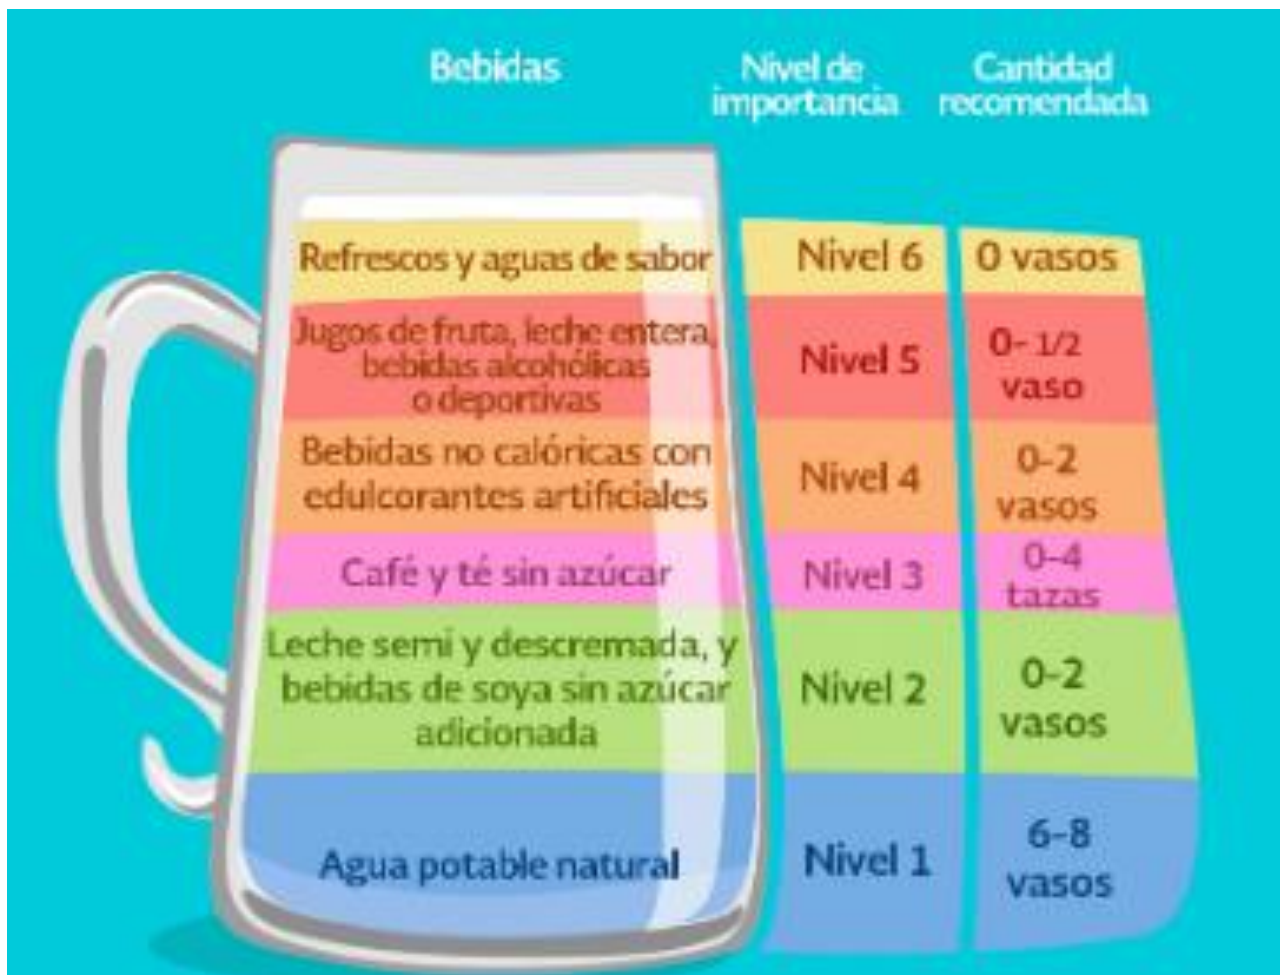 Bebidas
Nivel de
importancia
Cantidad
recomendada
Refrescos y aguas de sabor
Nivel 6
0 vasos
Jugos de fruta, leche entera,
bebidas alcohólicas
o deportivas
Nivel 5
0- 1/2
vaso
Bebidas no calóricas con
edulcorantes artificiales
Nivel 4
0-2
vasos
Café y té sin azúcar
Nivel 3
0-4
tazas
Leche semi y descremada, y
bebidas de soya sin azúcar
adicionada
Nivel 2
0-2
vasos
Agua potable natural
Nivel 1
6-8
vasos